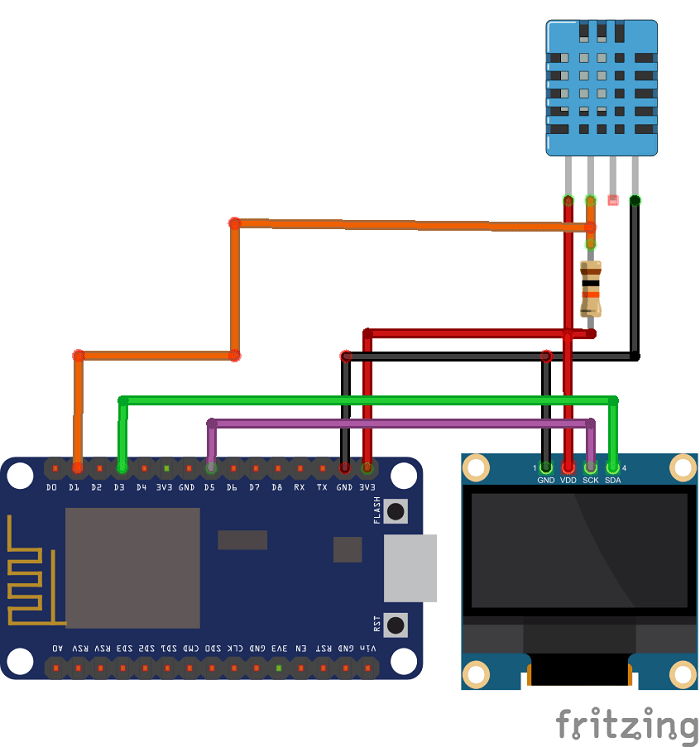 1 4
GND VDD SCK SDA
D0 D1 D2 D3 D4 3V3 GND D5 D6 D7 D8 RX TX GND 3V3
FLASH
RST
A0 RSV RSV SD3 SD2 SD1 CMD SD0 CLK GND 3V3 EN RST GND Vin
fritzing